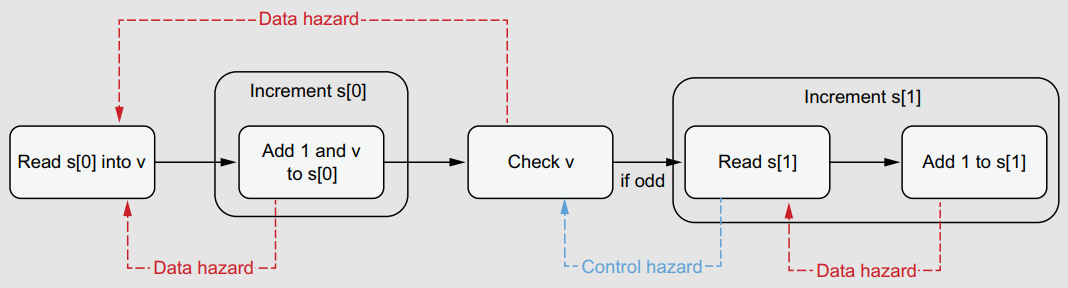 Data hazard
Increment s[0]
Increment s[1]
Read s[0] into v
Add 1 and v
to s[0]
Check v
if odd
Read s[1]
Add 1 to s[1]
Data hazard
Control hazard
Data hazard